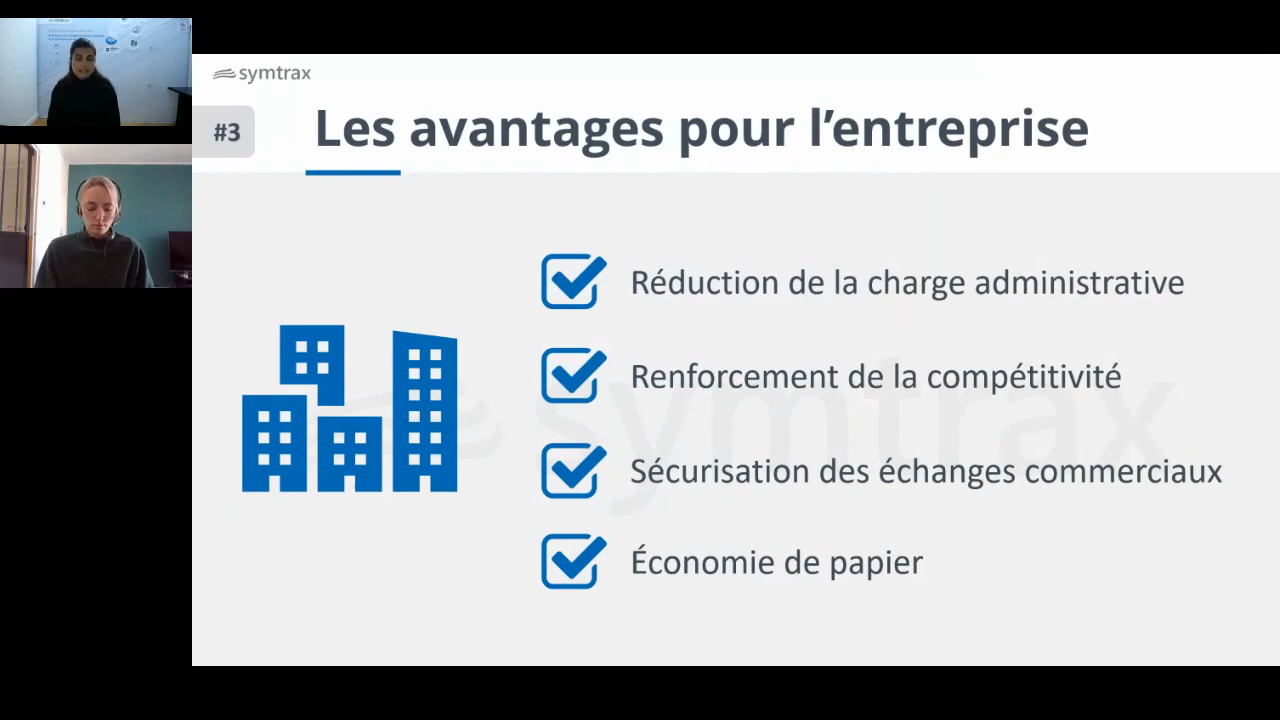 symtrax
#3
Les avantages pour l’entreprise
Réduction de la charge administrative
Renforcement de la compétitivité
Sécurisation des échanges commerciaux
Économie de papier
symtrax